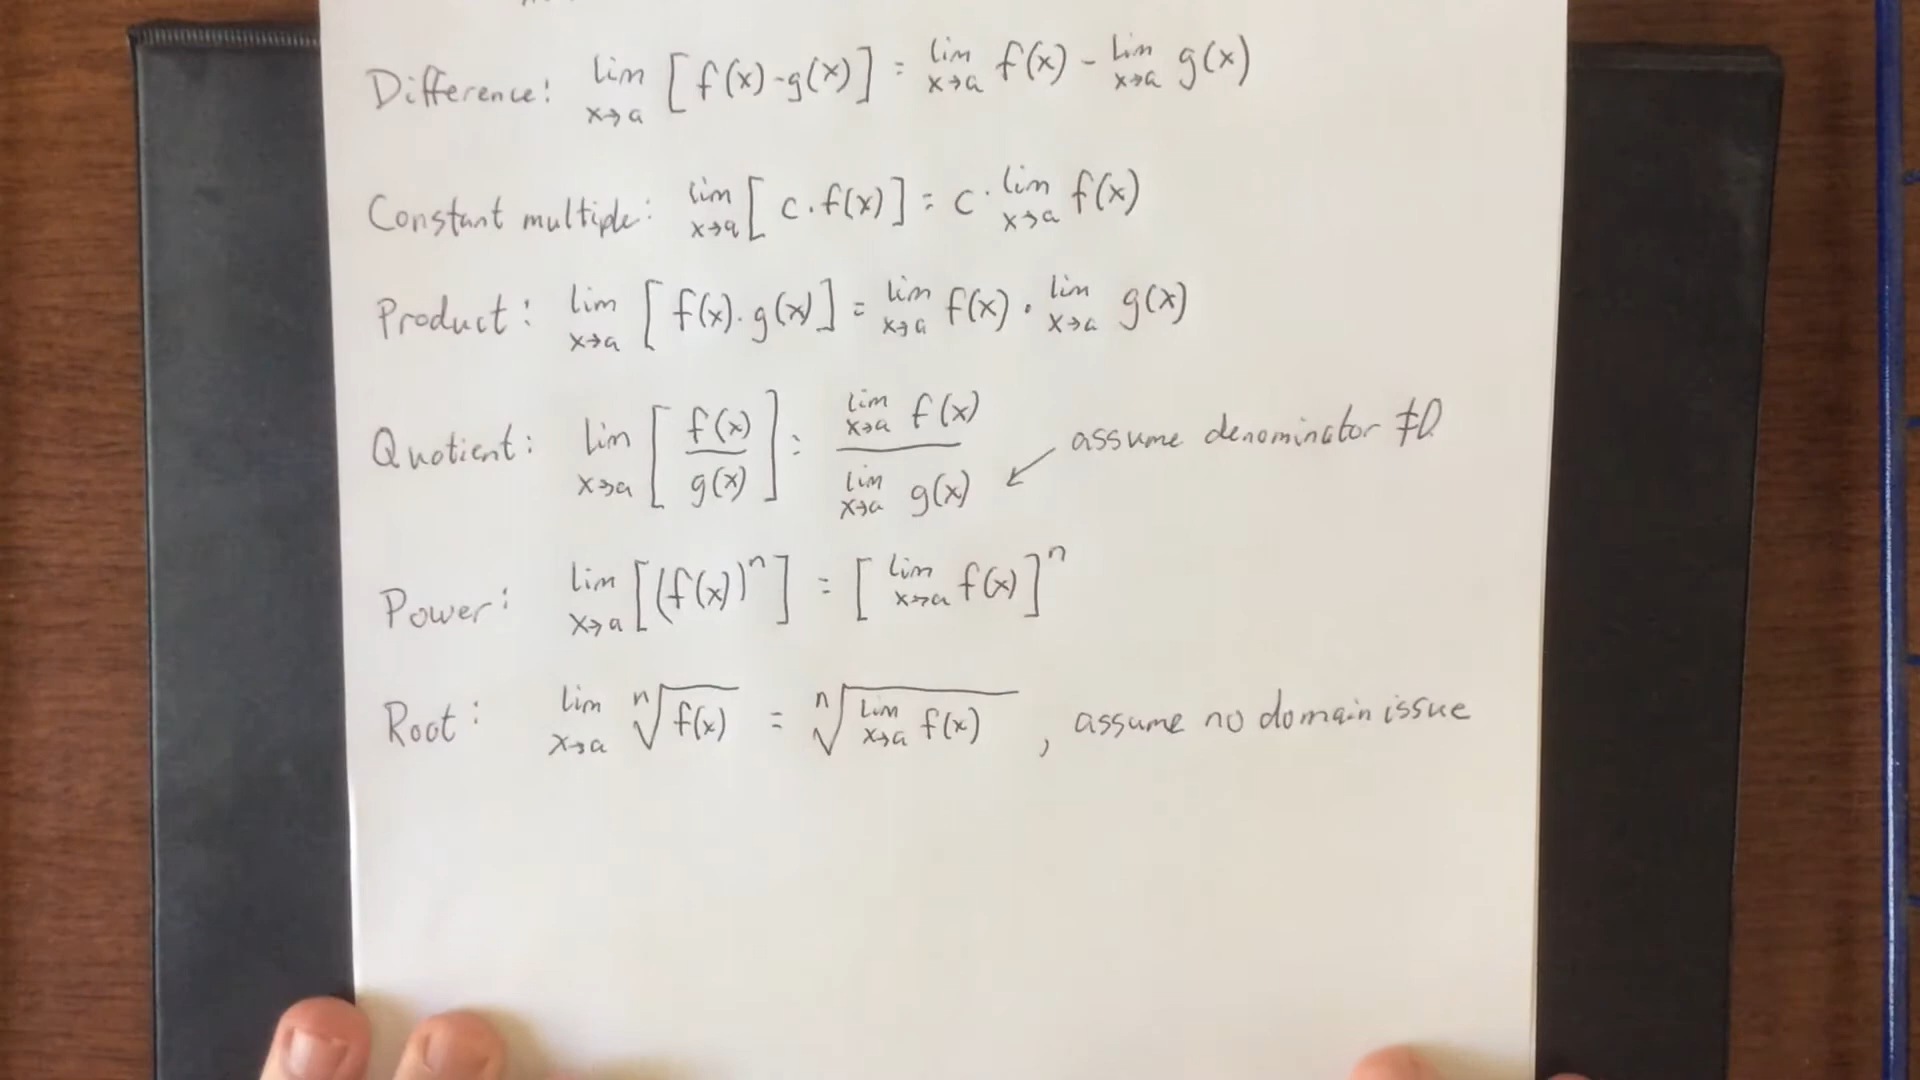 Difference: lim x→a [f(x)-g(x)] = lim x→a f(x) - lim x→a g(x)
Constant multiple: lim x→a [c·f(x)] = c· lim x→a f(x)
Product: lim x→a [f(x)·g(x)] = lim x→a f(x) · lim x→a g(x)
Quotient: lim x→a [f(x)/g(x)] = lim x→a f(x) / lim x→a g(x) ↙ assume denominator ≠0
Power: lim x→a [(f(x))^n] = [lim x→a f(x)]^n
Root: lim x→a ⁿ√f(x) = ⁿ√(lim x→a f(x)) , assume no domain issue